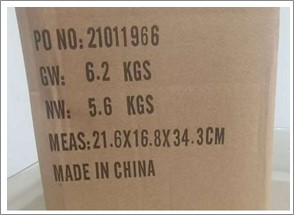 PO NO: 21011966
GW: 6.2 KGS
NW: 5.6 KGS
MEAS:21.6X16.8X34.3CM
MADE IN CHINA